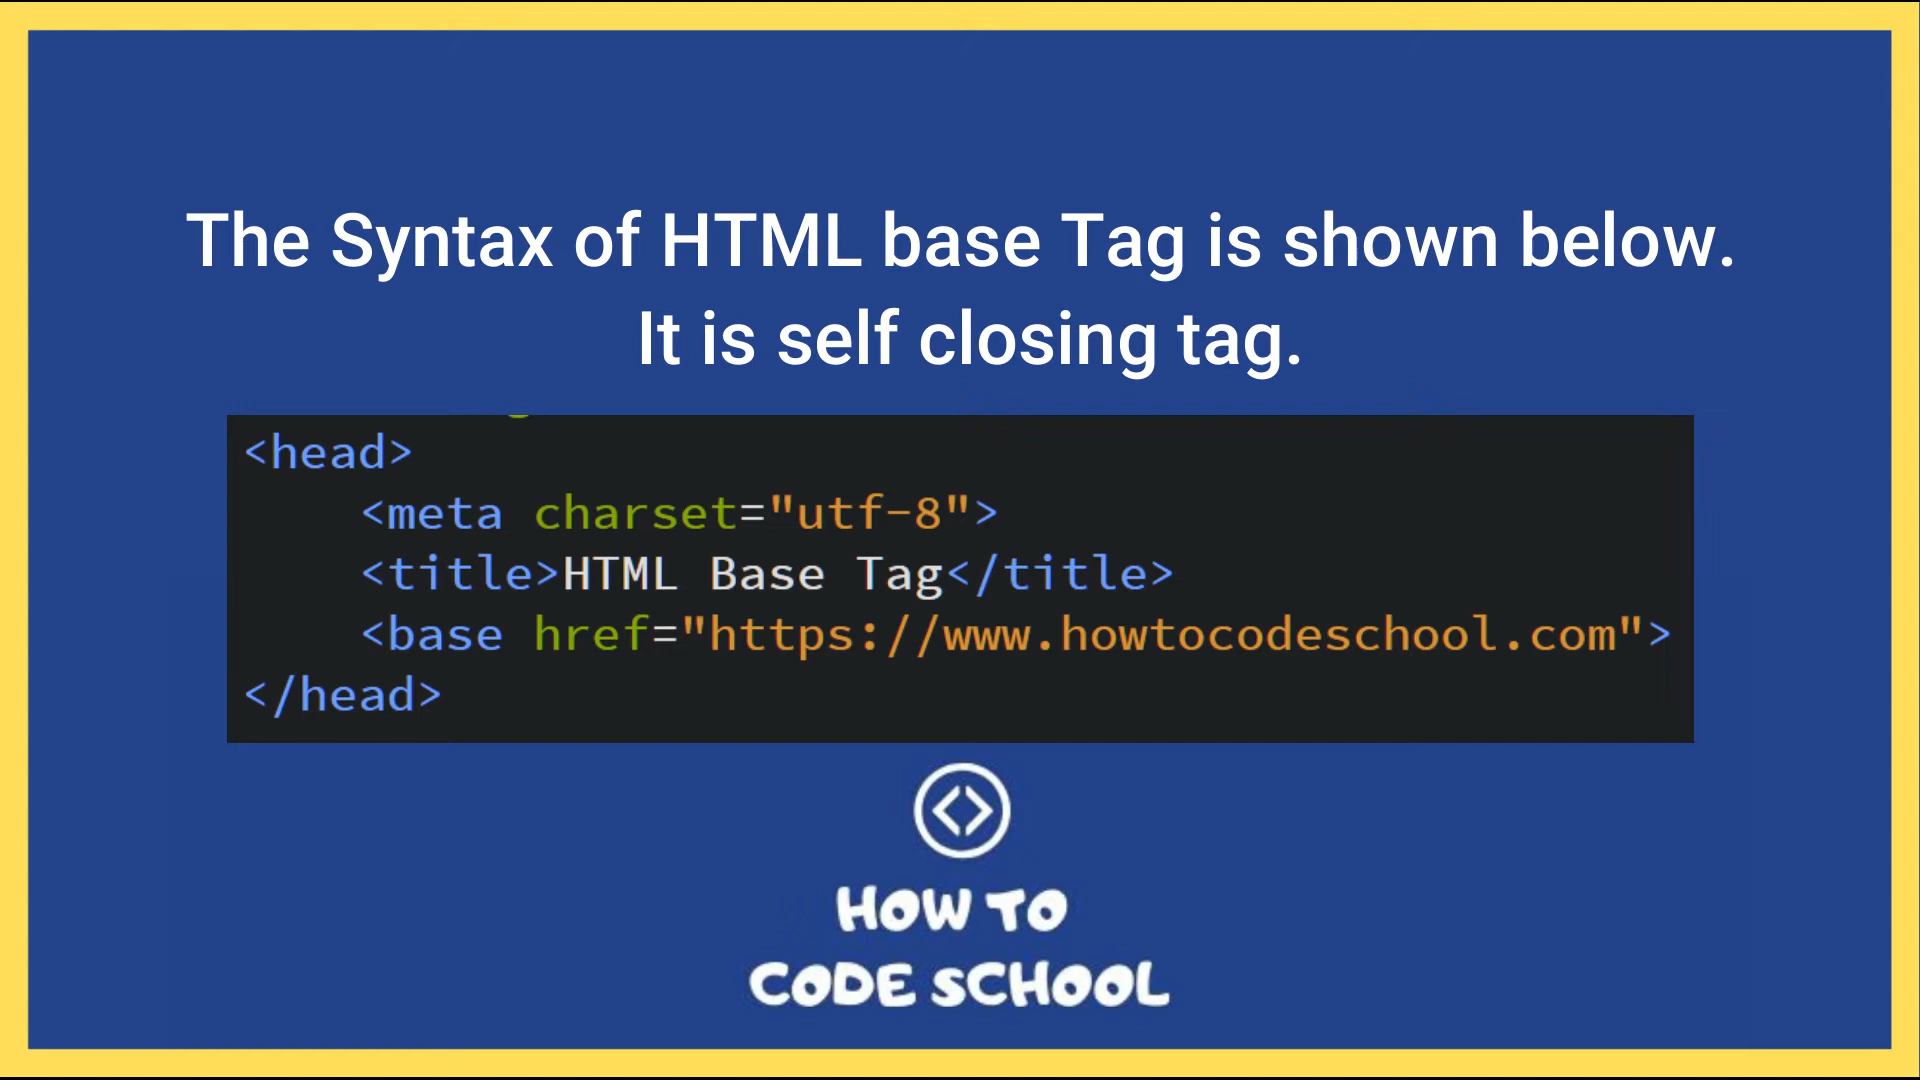 The Syntax of HTML base Tag is shown below.
It is self closing tag.
<head>
<meta charset="utf-8">
<title>HTML Base Tag</title>
<base href="https://www.howtocodeschool.com">
</head>
HOW TO
CODE SCHOOL